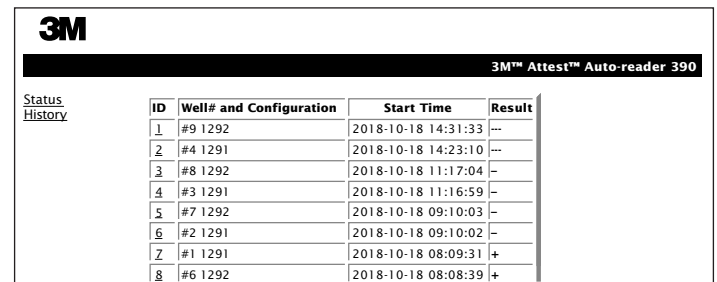 3M
3M™ Attest™ Auto-reader 390
Status
History
ID Well# and Configuration Start Time Result
1 #9 1292 2018-10-18 14:31:33 ---
2 #4 1291 2018-10-18 14:23:10 ---
3 #8 1292 2018-10-18 11:17:04 –
4 #3 1291 2018-10-18 11:16:59 –
5 #7 1292 2018-10-18 09:10:03 –
6 #2 1291 2018-10-18 09:10:02 –
7 #1 1291 2018-10-18 08:09:31 +
8 #6 1292 2018-10-18 08:08:39 +